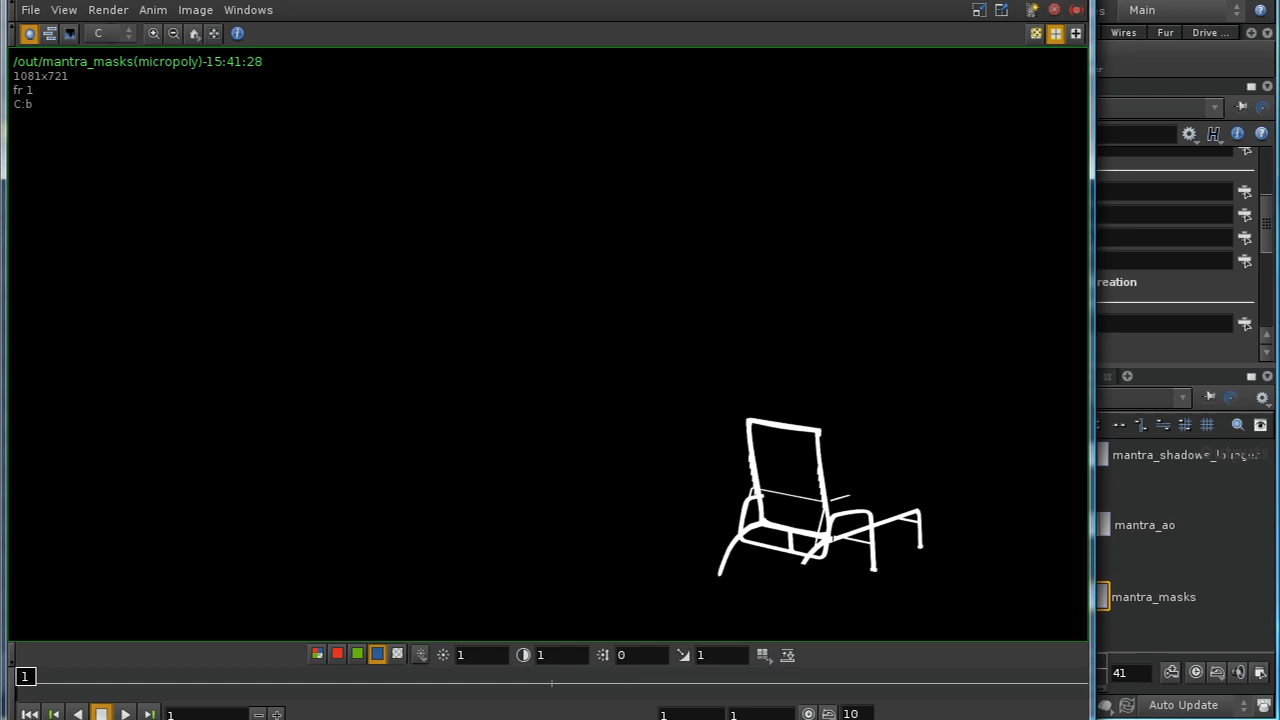 File View Render Anim Image Windows
Main
C
Wires Fur Drive ...
/out/mantra_masks(micropoly)-15:41:28
1081x721
fr 1
C:b
reation
mantra_ao
mantra_masks
1 1 0 1
1
41
1 1 1 10
Auto Update